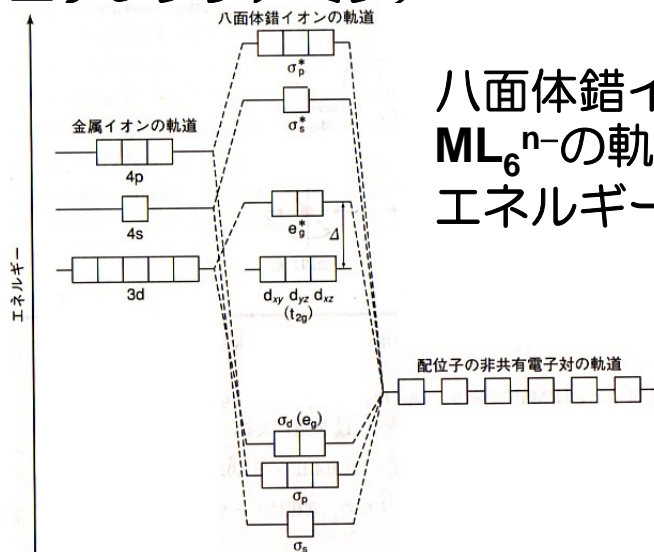 八面体錯イオンの軌道
σp*
σs*
金属イオンの軌道
4p
4s
3d
eg*
Δ
dxy dyz dxz
(t2g)
エネルギー
配位子の非共有電子対の軌道
σd (eg)
σp
σs
八面体錯イ
ML6n–の軌
エネルギー